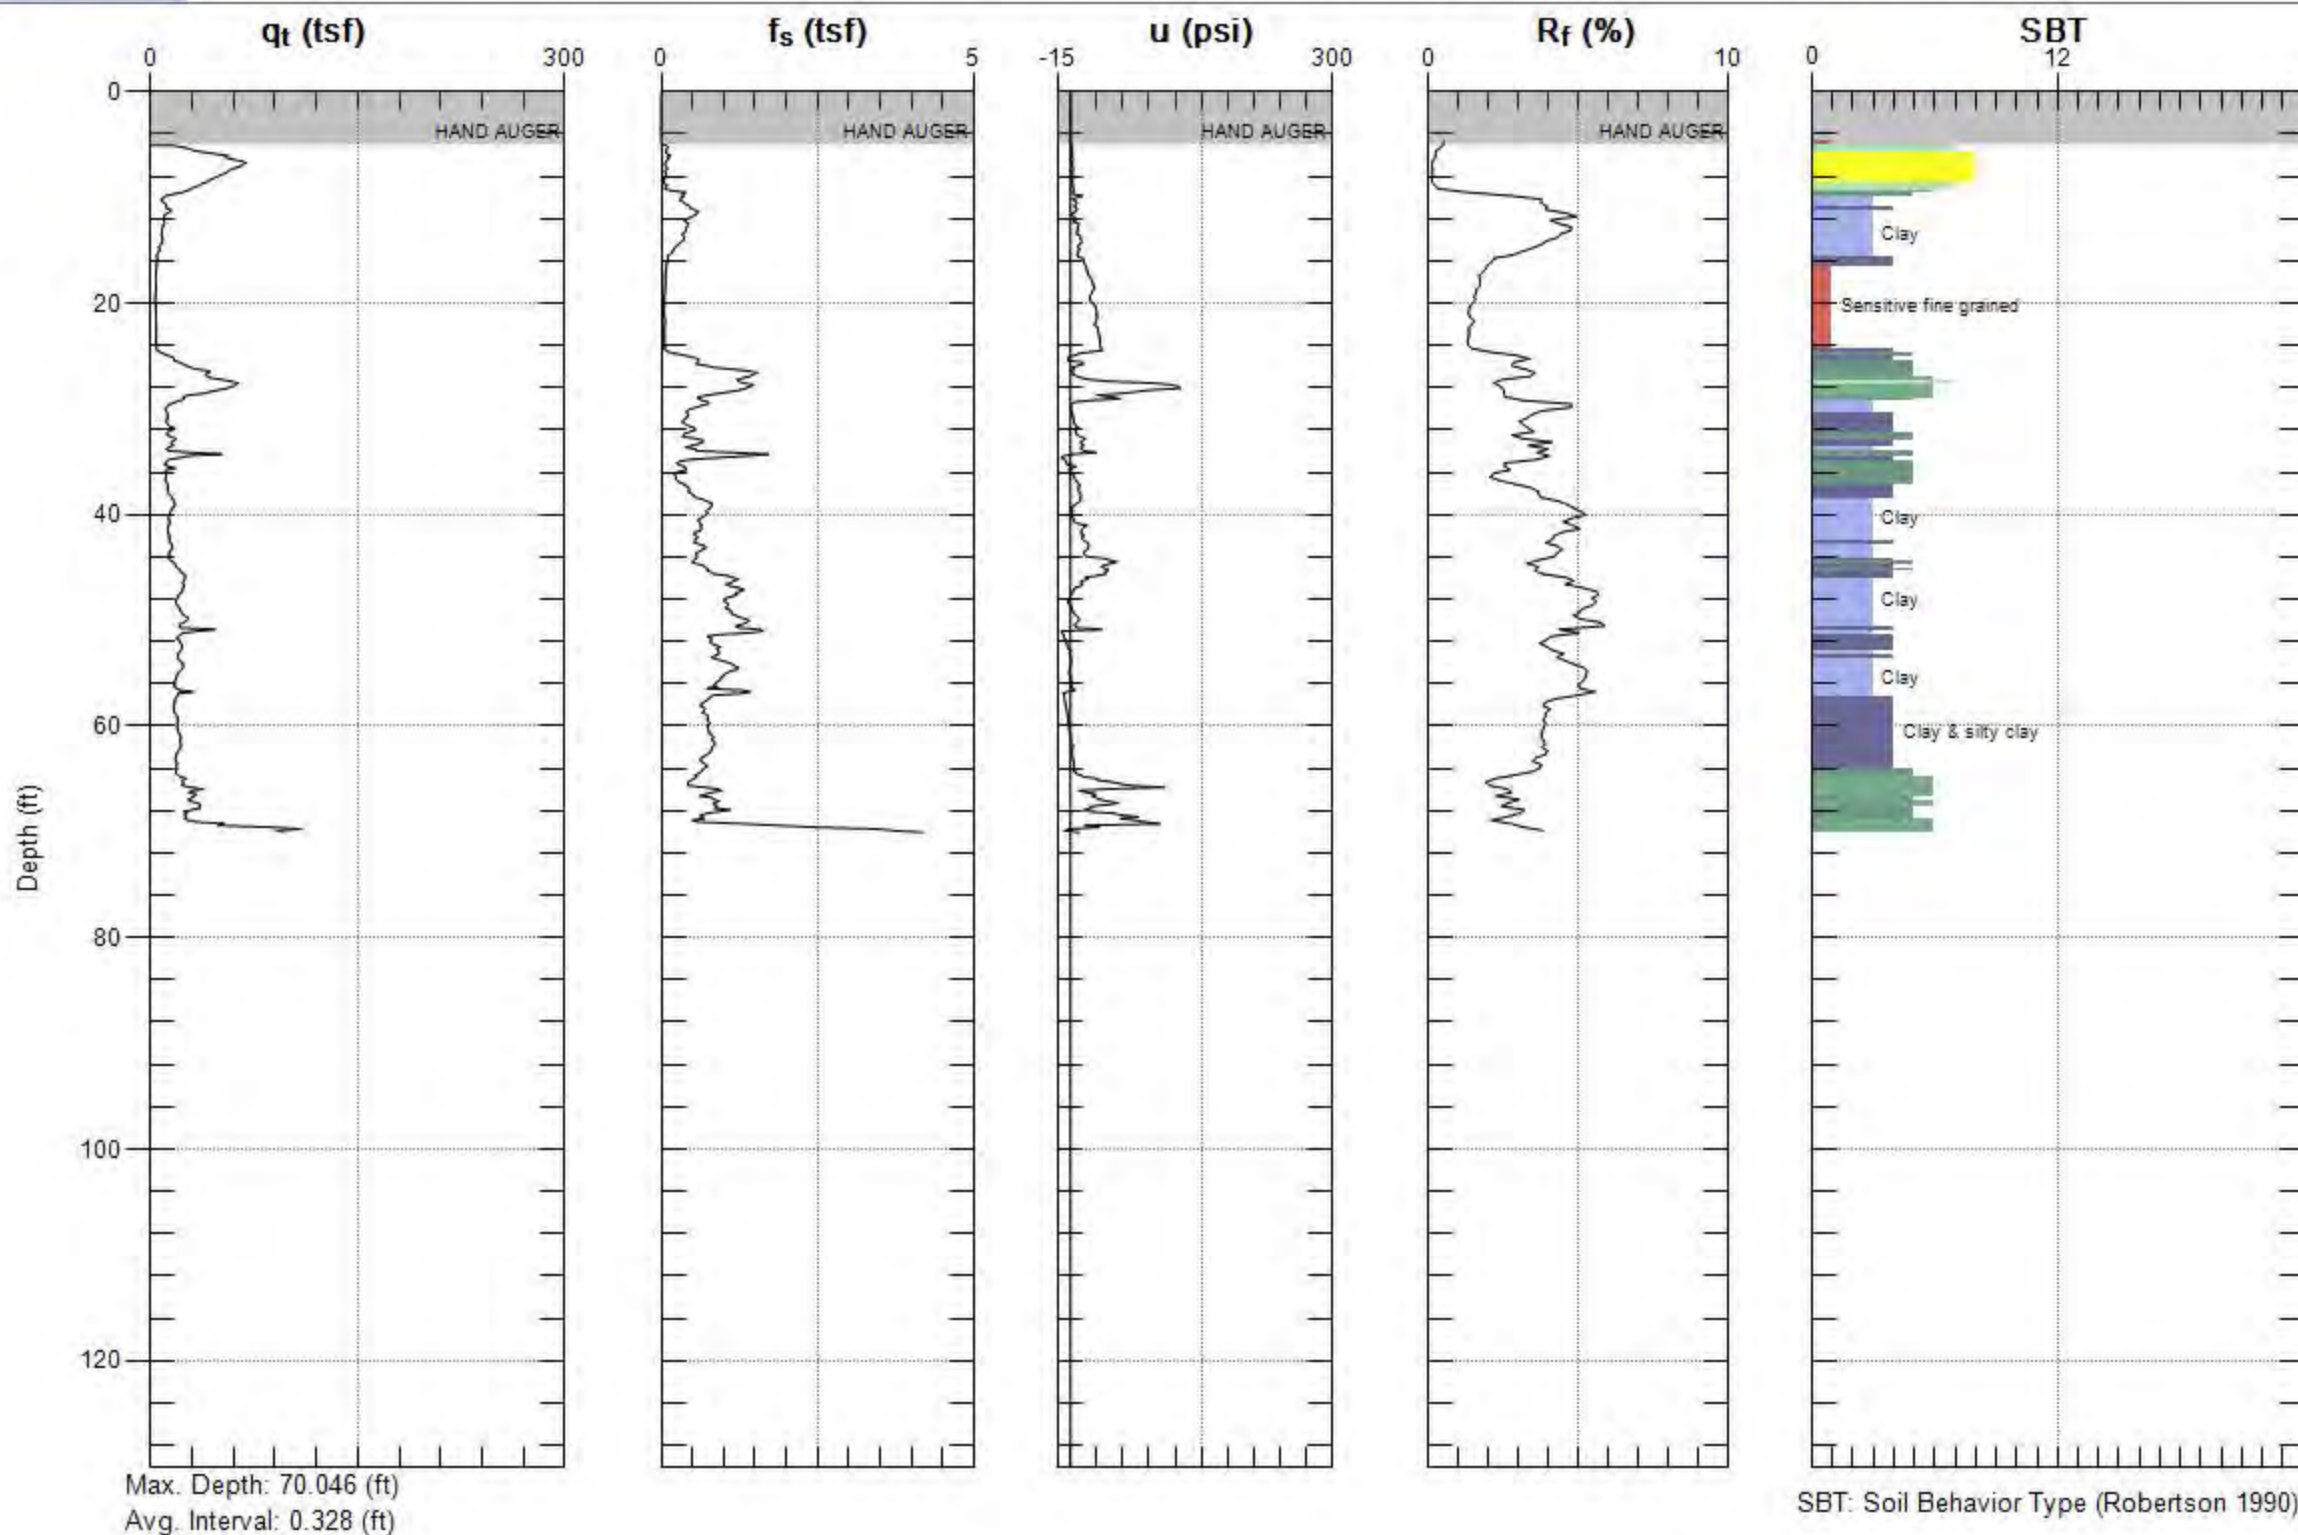 qt (tsf)
fs (tsf)
u (psi)
Rf (%)
SBT
0 300
0 5
-15 300
0 10
0 12
0
HAND AUGER
HAND AUGER
HAND AUGER
HAND AUGER
Clay
20
Sensitive fine grained
40
Clay
Clay
Clay
60
Clay & silty clay
Depth (ft)
80
100
120
Max. Depth: 70.046 (ft)
Avg. Interval: 0.328 (ft)
SBT: Soil Behavior Type (Robertson 1990)